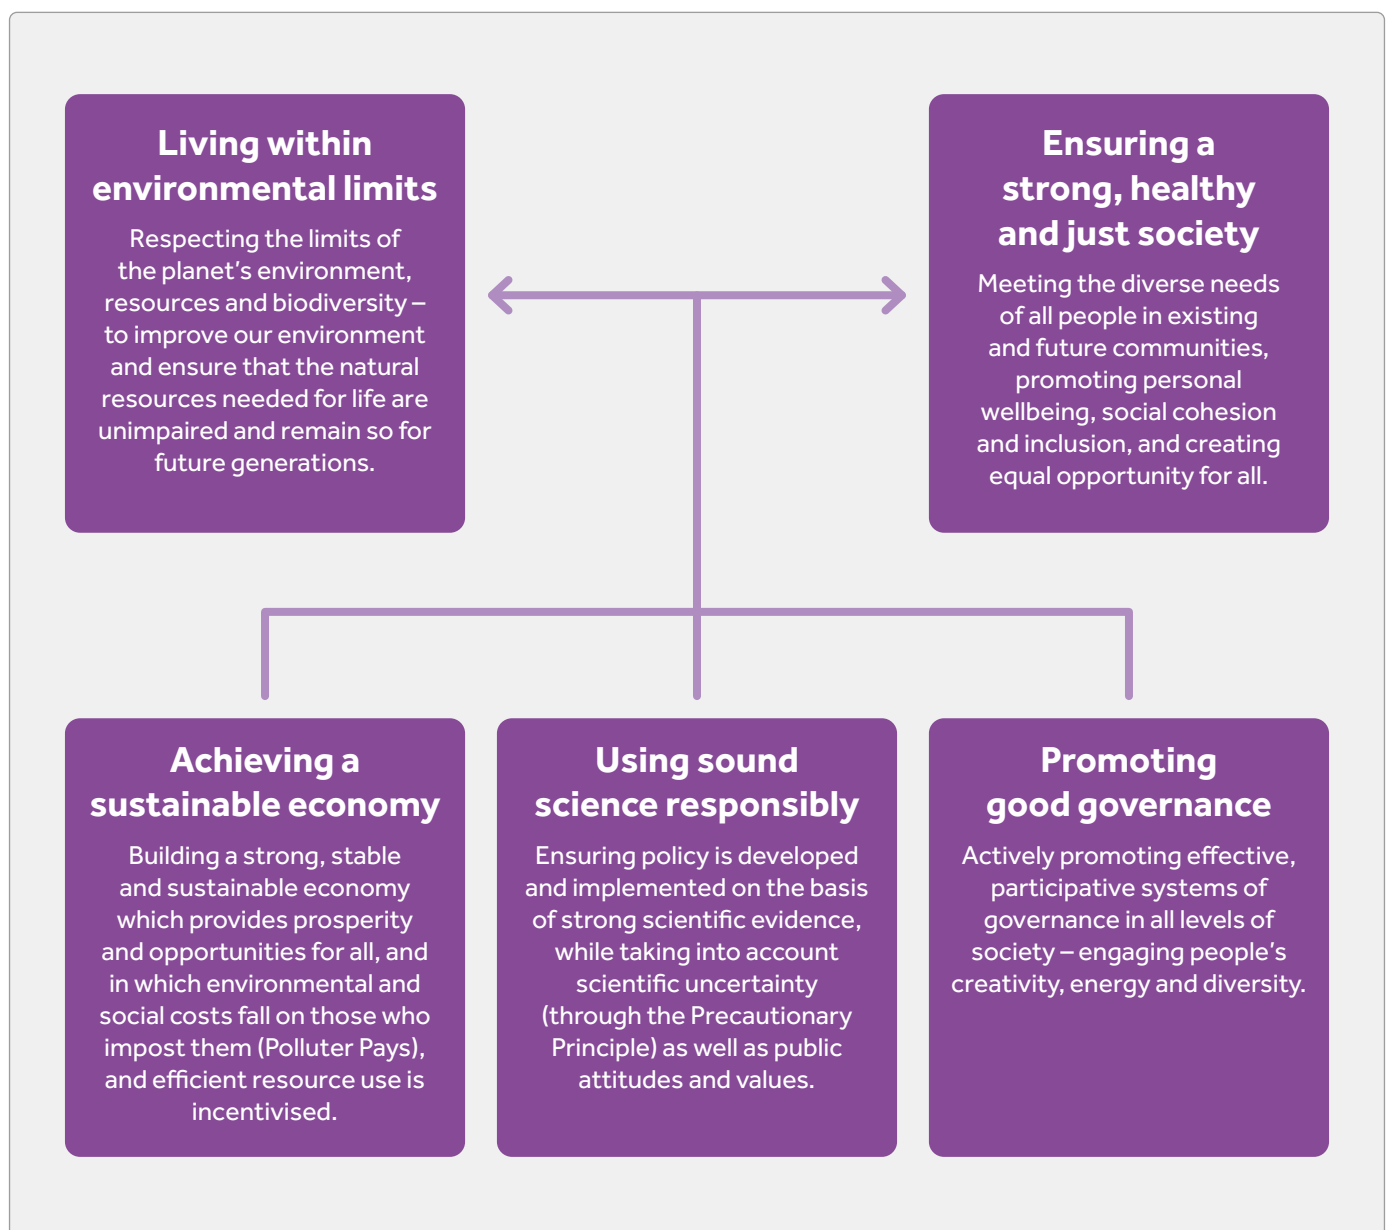 Living within
environmental limits
Respecting the limits of
the planet's environment,
resources and biodiversity –
to improve our environment
and ensure that the natural
resources needed for life are
unimpaired and remain so for
future generations.
Ensuring a
strong, healthy
and just society
Meeting the diverse needs
of all people in existing
and future communities,
promoting personal
wellbeing, social cohesion
and inclusion, and creating
equal opportunity for all.
Achieving a
sustainable economy
Building a strong, stable
and sustainable economy
which provides prosperity
and opportunities for all, and
in which environmental and
social costs fall on those who
impost them (Polluter Pays),
and efficient resource use is
incentivised.
Using sound
science responsibly
Ensuring policy is developed
and implemented on the basis
of strong scientific evidence,
while taking into account
scientific uncertainty
(through the Precautionary
Principle) as well as public
attitudes and values.
Promoting
good governance
Actively promoting effective,
participative systems of
governance in all levels of
society – engaging people's
creativity, energy and diversity.